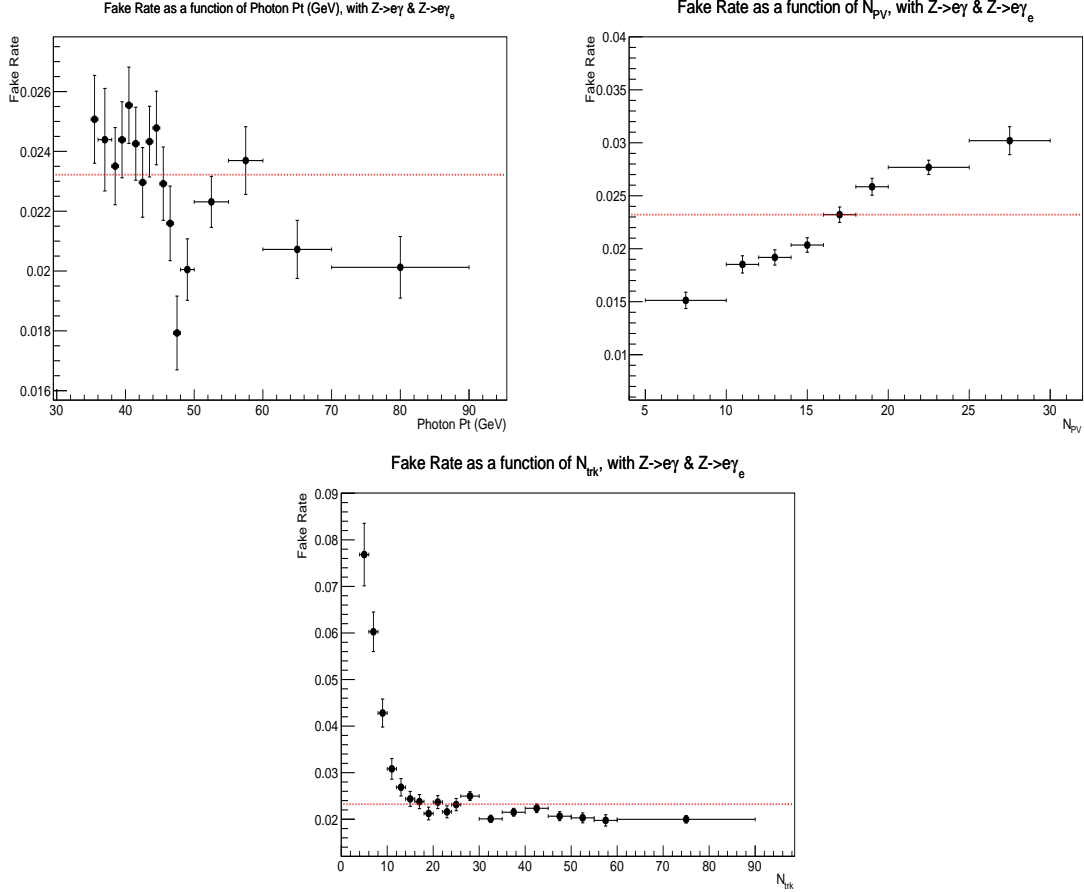 Fake Rate as a function of Photon Pt (GeV), with Z->eγ & Z->eγe
Fake Rate
0.026
0.024
0.022
0.02
0.018
0.016
30 40 50 60 70 80 90
Photon Pt (GeV)
Fake Rate as a function of NPV, with Z->eγ & Z->eγe
Fake Rate
0.04
0.035
0.03
0.025
0.02
0.015
0.01
5 10 15 20 25 30
NPV
Fake Rate as a function of Ntrk, with Z->eγ & Z->eγe
Fake Rate
0.09
0.08
0.07
0.06
0.05
0.04
0.03
0.02
0 10 20 30 40 50 60 70 80 90
Ntrk